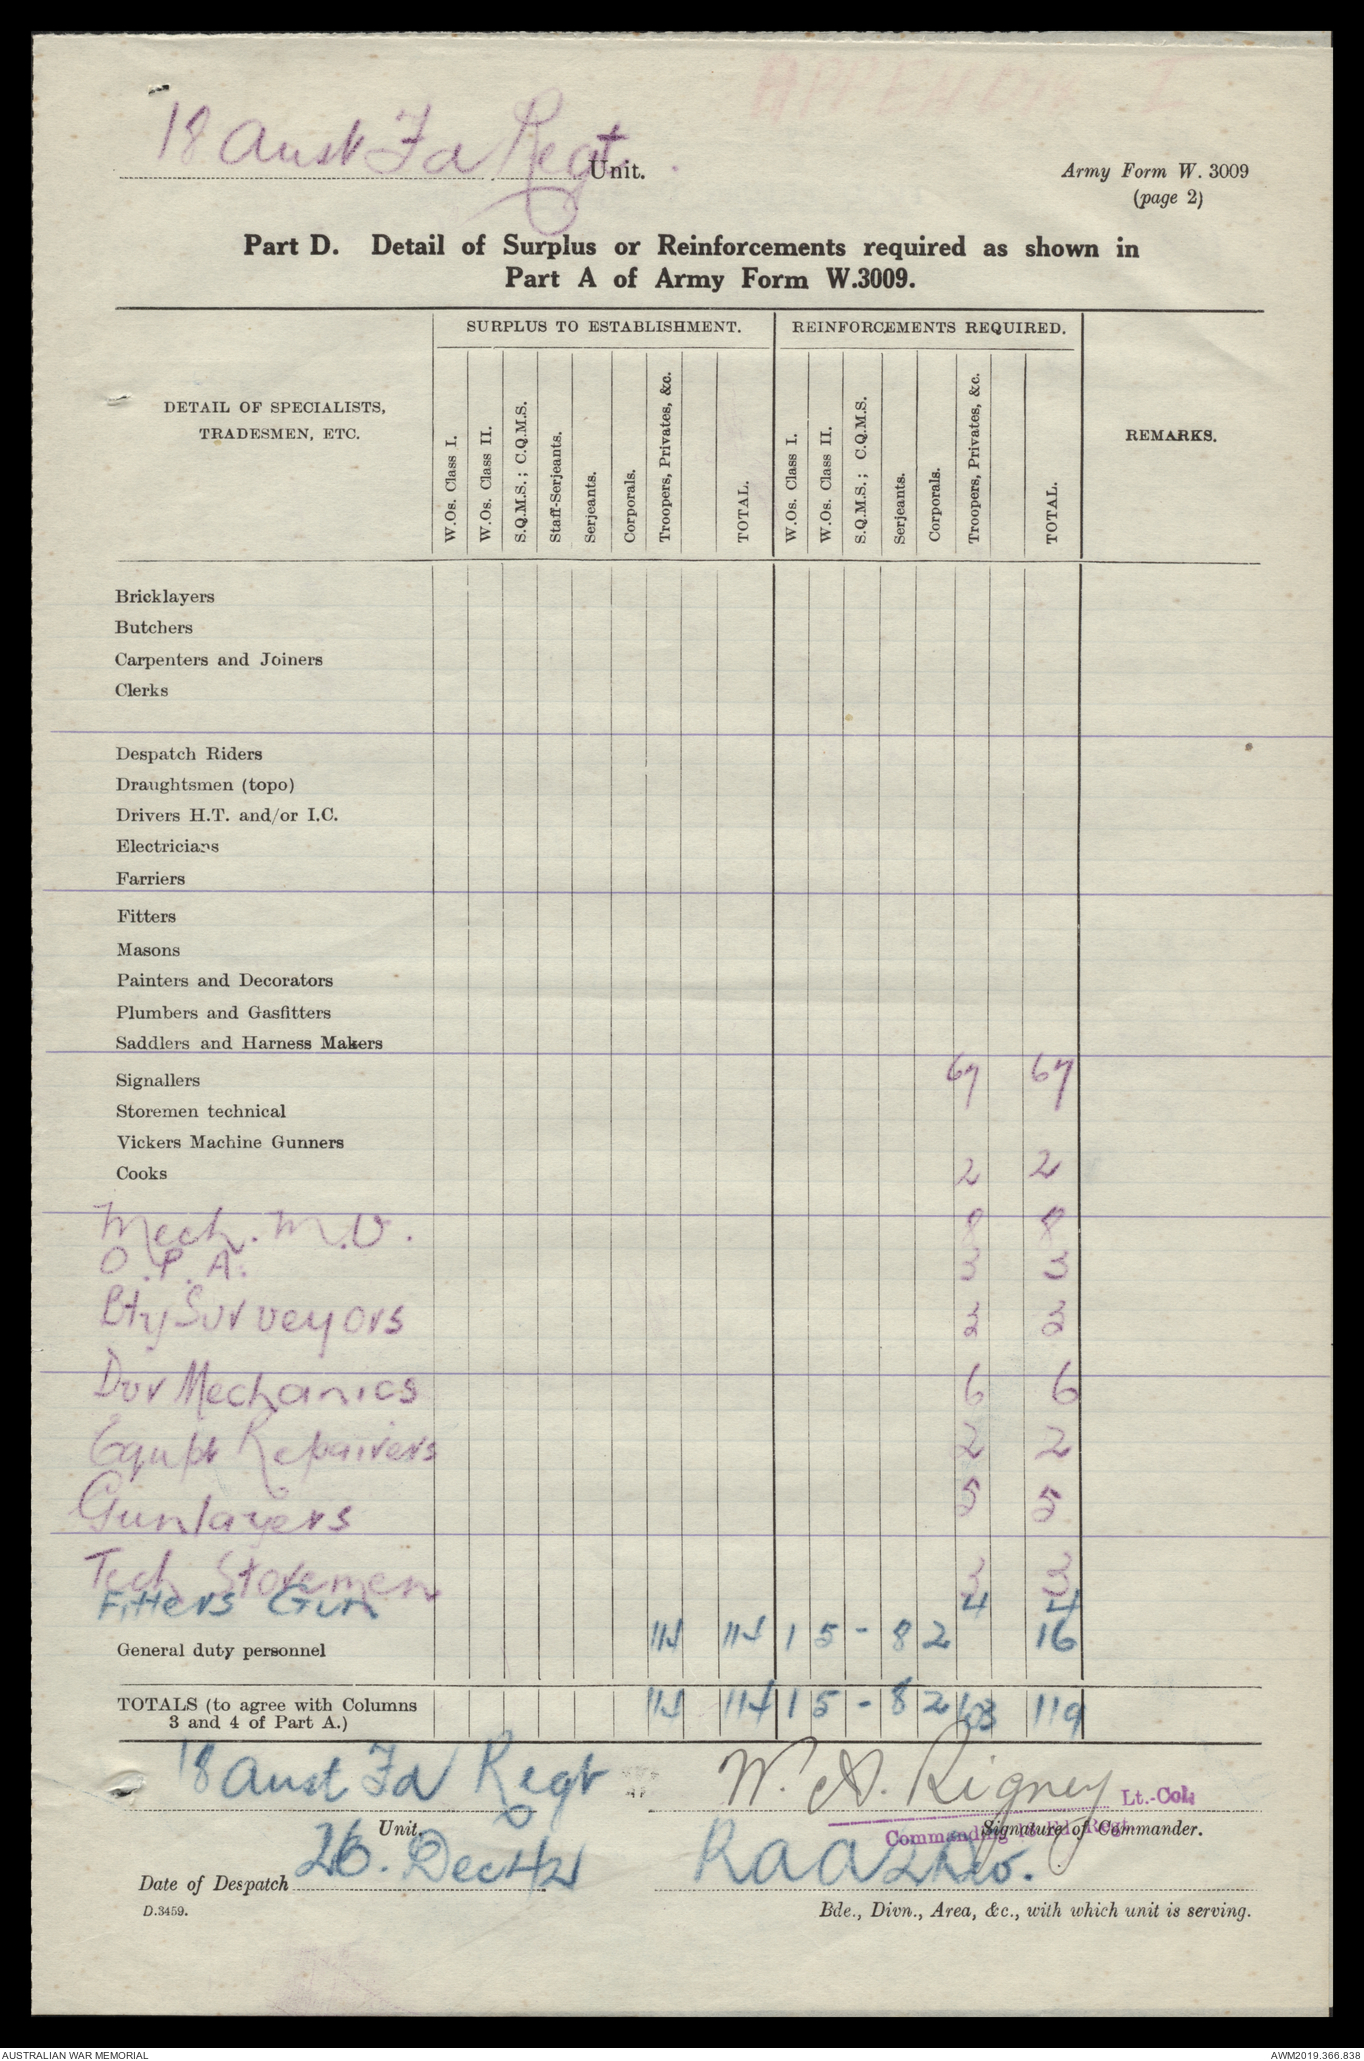 APPENDIX I
18 Aust Fd Regt Unit.
Army Form W. 3009
(page 2)
Part D. Detail of Surplus or Reinforcements required as shown in
Part A of Army Form W.3009.
SURPLUS TO ESTABLISHMENT. REINFORCEMENTS REQUIRED.
DETAIL OF SPECIALISTS,
TRADESMEN, ETC.
W.Os. Class I.
W.Os. Class II.
S.Q.M.S.; C.Q.M.S.
Staff-Serjeants.
Serjeants.
Corporals.
Troopers, Privates, &c.
TOTAL.
W.Os. Class I.
W.Os. Class II.
S.Q.M.S.; C.Q.M.S.
Serjeants.
Corporals.
Troopers, Privates, &c.
TOTAL.
REMARKS.
Bricklayers
Butchers
Carpenters and Joiners
Clerks
Despatch Riders
Draughtsmen (topo)
Drivers H.T. and/or I.C.
Electricians
Farriers
Fitters
Masons
Painters and Decorators
Plumbers and Gasfitters
Saddlers and Harness Makers
Signallers 67 67
Storemen technical
Vickers Machine Gunners
Cooks 2 2
Mech. M.V. 8 8
O.P.A. 3 3
Bty Surveyors 3 3
Dvr Mechanics 6 6
Equipt Repairers 2 2
Gunlayers 5 5
Tech Storemen 3 3
Fitters Gun 4 4
General duty personnel 114 114 1 5 - 8 2 16
TOTALS (to agree with Columns
3 and 4 of Part A.) 114 114 1 5 - 8 2 103 119
18 Aust Fd Regt W. A. Rigney Lt.-Col.
Unit. Signature of Commander.
Commanding 18 Fd. Regt.
Date of Despatch 26. Dec 42
D.3459.
Bde., Divn., Area, &c., with which unit is serving.
AUSTRALIAN WAR MEMORIAL
AWM2019.366.838